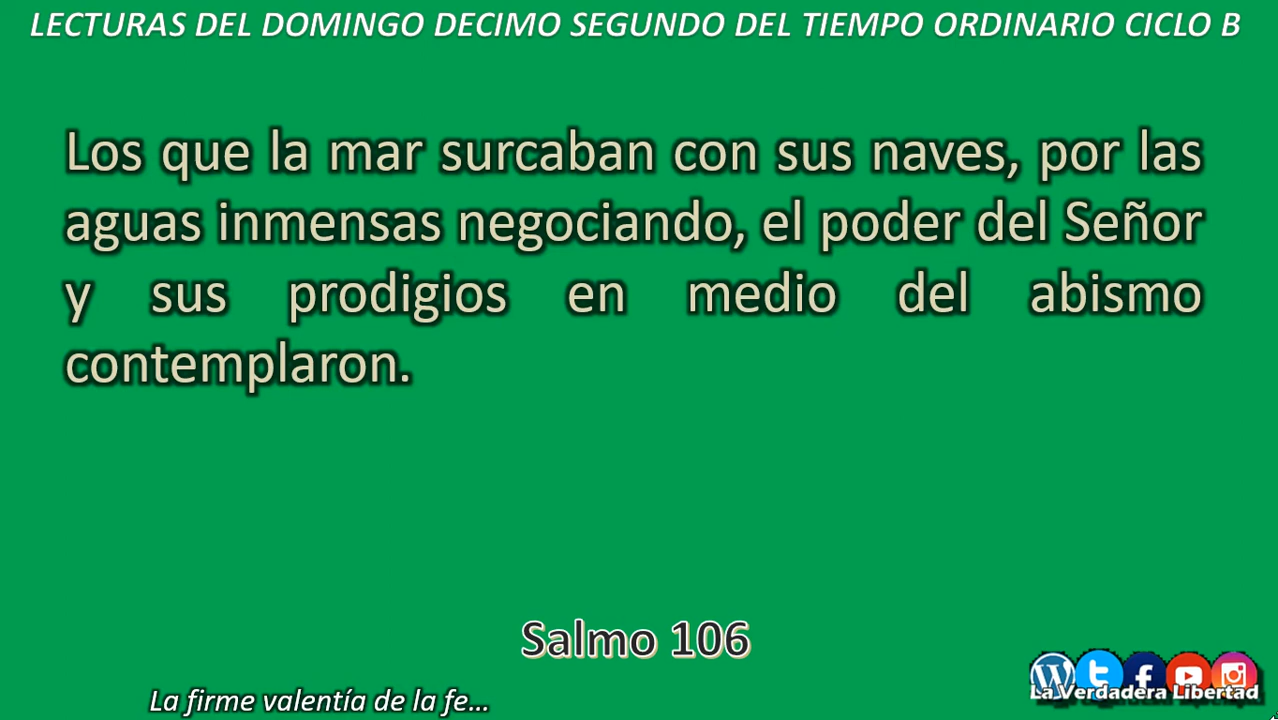 LECTURAS DEL DOMINGO DECIMO SEGUNDO DEL TIEMPO ORDINARIO CICLO B
Los que la mar surcaban con sus naves, por las
aguas inmensas negociando, el poder del Señor
y sus prodigios en medio del abismo
contemplaron.
Salmo 106
La Verdadera Libertad
La firme valentía de la fe...